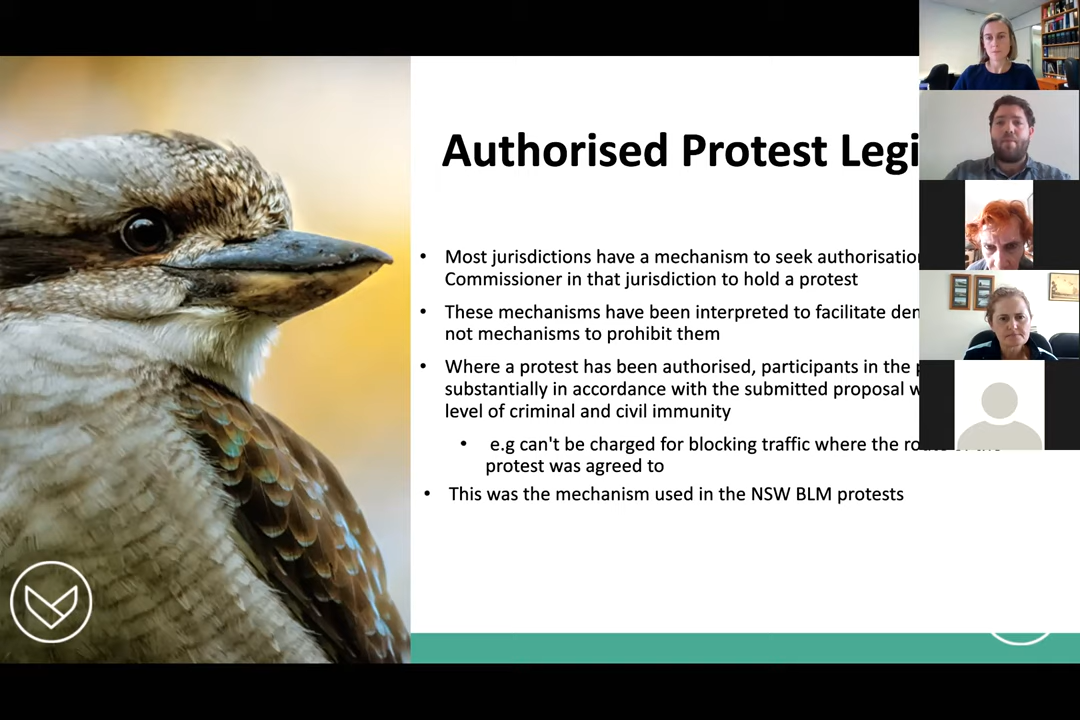 Authorised Protest Legi
Most jurisdictions have a mechanism to seek authorisation
Commissioner in that jurisdiction to hold a protest
These mechanisms have been interpreted to facilitate
not mechanisms to prohibit them
Where a protest has been authorised, participants in the
substantially in accordance with the submitted proposal
level of criminal and civil immunity
e.g can't be charged for blocking traffic where the
protest was agreed to
This was the mechanism used in the NSW BLM protests